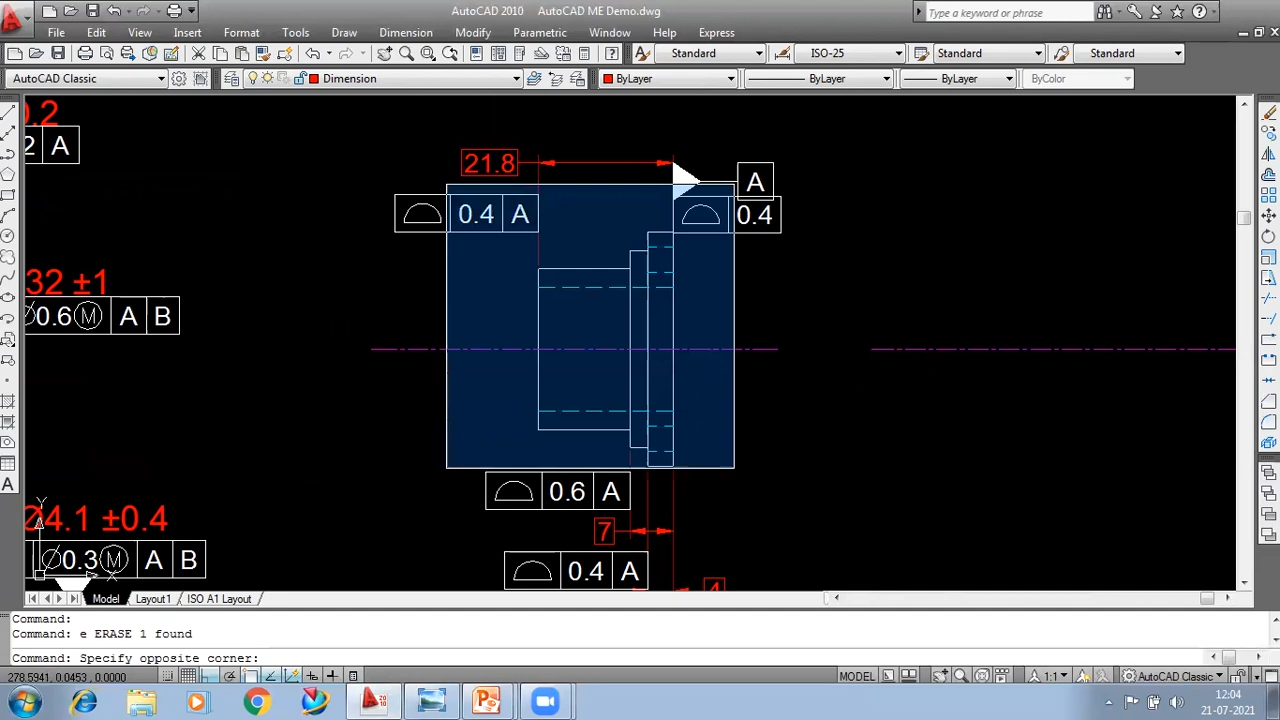 AutoCAD 2010 AutoCAD ME Demo.dwg
Type a keyword or phrase
File Edit View Insert Format Tools Draw Dimension Modify Parametric Window Help Express
Standard ISO-25 Standard Standard
AutoCAD Classic Dimension ByLayer ByLayer ByLayer ByColor
0.2
2 A
21.8
A
0.4 A
0.4
32 ±1
Ø0.6 M A B
0.6 A
Ø4.1 ±0.4
7
Ø0.3 M A B
0.4 A
4
Y
X
A
Model Layout1 ISO A1 Layout
Command:
Command: e ERASE 1 found
Command: Specify opposite corner:
278.5941, 0.0453, 0.0000
MODEL 1:1 AutoCAD Classic
12:04
21-07-2021